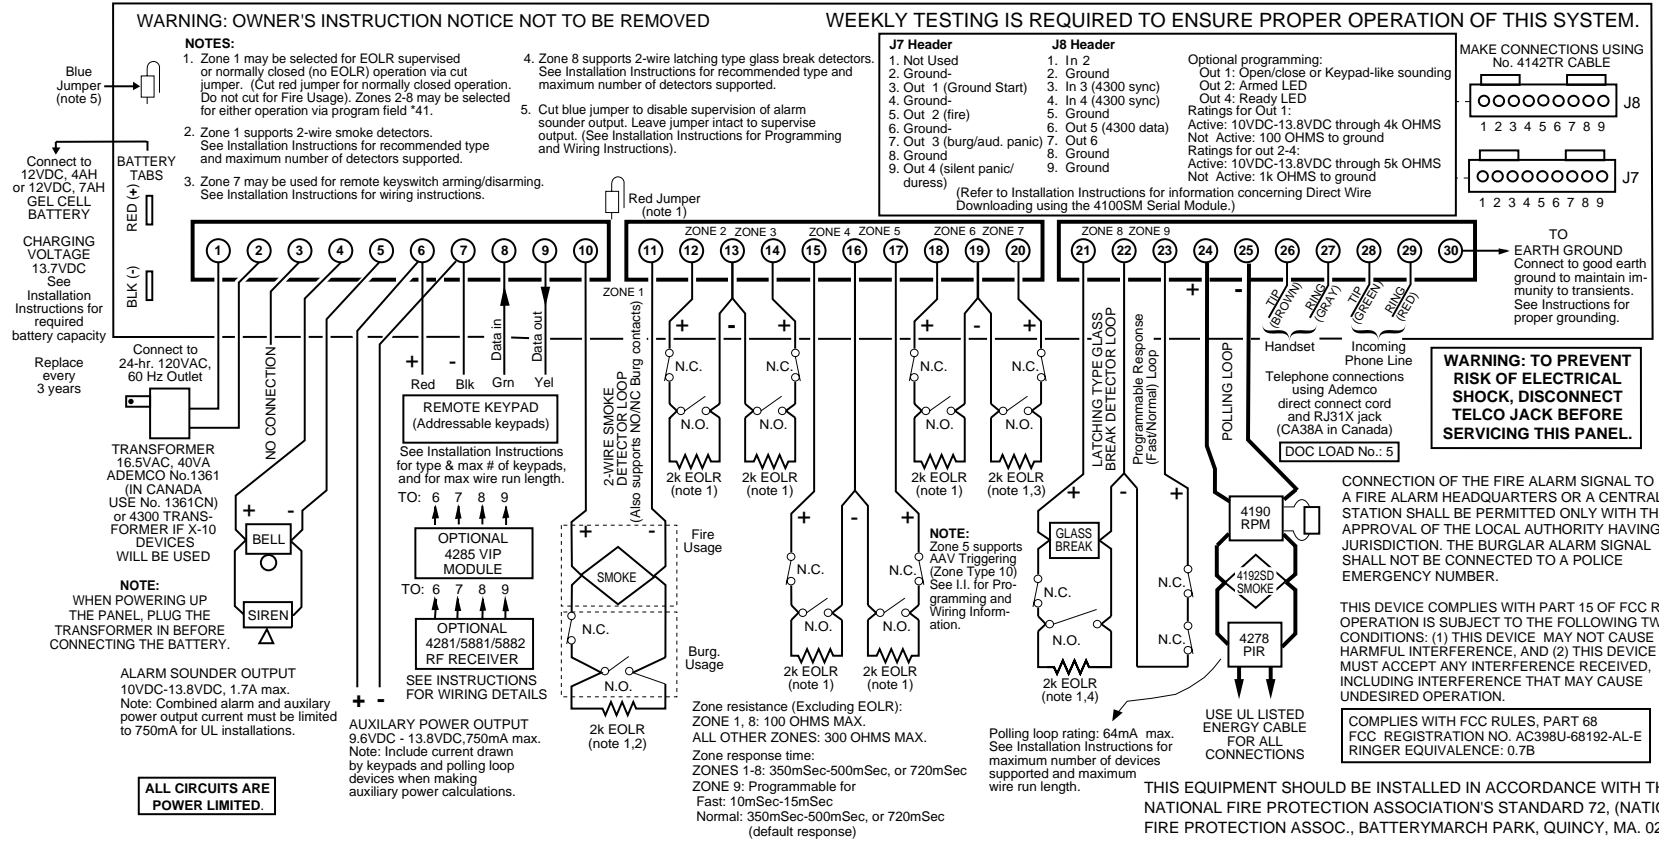 WARNING: OWNER'S INSTRUCTION NOTICE NOT TO BE REMOVED
WEEKLY TESTING IS REQUIRED TO ENSURE PROPER OPERATION OF THIS SYSTEM.
Blue
Jumper
(note 5)
NOTES:
1. Zone 1 may be selected for EOLR supervised
or normally closed (no EOLR) operation via cut
jumper. (Cut red jumper for normally closed operation.
Do not cut for Fire Usage). Zones 2-8 may be selected
for either operation via program field *41.
2. Zone 1 supports 2-wire smoke detectors.
See Installation Instructions for recommended type
and maximum number of detectors supported.
3. Zone 7 may be used for remote keyswitch arming/disarming.
See Installation Instructions for wiring instructions.
4. Zone 8 supports 2-wire latching type glass break detectors.
See Installation Instructions for recommended type and
maximum number of detectors supported.
5. Cut blue jumper to disable supervision of alarm
sounder output. Leave jumper intact to supervise
output. (See Installation Instructions for Programming
and Wiring Instructions).
J7 Header
1. Not Used
2. Ground-
3. Out 1 (Ground Start)
4. Ground-
5. Out 2 (fire)
6. Ground-
7. Out 3 (burg/aud. panic)
8. Ground
9. Out 4 (silent panic/
duress)
J8 Header
1. In 2
2. Ground
3. In 3 (4300 sync)
4. In 4 (4300 sync)
5. Ground
6. Out 5 (4300 data)
7. Out 6
8. Ground
9. Ground
Optional programming:
Out 1: Open/close or Keypad-like sounding
Out 2: Armed LED
Out 4: Ready LED
Ratings for Out 1:
Active: 10VDC-13.8VDC through 4k OHMS
Not Active: 100 OHMS to ground
Ratings for out 2-4:
Active: 10VDC-13.8VDC through 5k OHMS
Not Active: 1k OHMS to ground
(Refer to Installation Instructions for information concerning Direct Wire
Downloading using the 4100SM Serial Module.)
MAKE CONNECTIONS USING
No. 4142TR CABLE
J8
1 2 3 4 5 6 7 8 9
J7
1 2 3 4 5 6 7 8 9
Connect to
12VDC, 4AH
or 12VDC, 7AH
GEL CELL
BATTERY
BATTERY
TABS
RED (+)
BLK (-)
CHARGING
VOLTAGE
13.7VDC
See
Installation
Instructions for
required
battery capacity
Replace
every
3 years
Red Jumper
(note 1)
ZONE 2 ZONE 3 ZONE 4 ZONE 5 ZONE 6 ZONE 7 ZONE 8 ZONE 9
1 2 3 4 5 6 7 8 9 10 11 12 13 14 15 16 17 18 19 20 21 22 23 24 25 26 27 28 29 30
TO
EARTH GROUND
Connect to good earth
ground to maintain im-
munity to transients.
See Instructions for
proper grounding.
ZONE 1
Connect to
24-hr. 120VAC,
60 Hz Outlet
TRANSFORMER
16.5VAC, 40VA
ADEMCO No.1361
(IN CANADA
USE No. 1361CN)
or 4300 TRANS-
FORMER IF X-10
DEVICES
WILL BE USED
NOTE:
WHEN POWERING UP
THE PANEL, PLUG THE
TRANSFORMER IN BEFORE
CONNECTING THE BATTERY.
NO CONNECTION
+ -
BELL
SIREN
ALARM SOUNDER OUTPUT
10VDC-13.8VDC, 1.7A max.
Note: Combined alarm and auxilary
power output current must be limited
to 750mA for UL installations.
ALL CIRCUITS ARE
POWER LIMITED.
+ -
AUXILARY POWER OUTPUT
9.6VDC - 13.8VDC,750mA max.
Note: Include current drawn
by keypads and polling loop
devices when making
auxiliary power calculations.
+ - Data in Data out
Red Blk Grn Yel
REMOTE KEYPAD
(Addressable keypads)
See Installation Instructions
for type & max # of keypads,
and for max wire run length.
TO: 6 7 8 9
OPTIONAL
4285 VIP
MODULE
TO: 6 7 8 9
OPTIONAL
4281/5881/5882
RF RECEIVER
SEE INSTRUCTIONS
FOR WIRING DETAILS
2-WIRE SMOKE
DETECTOR LOOP
(Also supports NO/NC Burg contacts)
+ -
SMOKE
Fire
Usage
N.C.
N.O.
Burg.
Usage
2k EOLR
(note 1,2)
+ - +
N.C. N.C.
N.O. N.O.
2k EOLR
(note 1)
2k EOLR
(note 1)
+ - +
N.C. N.C.
N.O. N.O.
2k EOLR
(note 1)
2k EOLR
(note 1)
+ - +
N.C. N.C.
N.O. N.O.
2k EOLR
(note 1)
2k EOLR
(note 1,3)
NOTE:
Zone 5 supports
AAV Triggering
(Zone Type 10)
See I.I. for Pro-
gramming and
Wiring Inform-
ation.
Zone resistance (Excluding EOLR):
ZONE 1, 8: 100 OHMS MAX.
ALL OTHER ZONES: 300 OHMS MAX.
Zone response time:
ZONES 1-8: 350mSec-500mSec, or 720mSec
ZONE 9: Programmable for
Fast: 10mSec-15mSec
Normal: 350mSec-500mSec, or 720mSec
(default response)
LATCHING TYPE GLASS
BREAK DETECTOR LOOP
Programmable Response
(Fast/Normal) Loop
+ - +
GLASS
BREAK
N.C.
N.O.
N.C.
N.C.
2k EOLR
(note 1,4)
Polling loop rating: 64mA max.
See Installation Instructions for
maximum number of devices
supported and maximum
wire run length.
+ -
POLLING LOOP
4190
RPM
4192SD
SMOKE
4278
PIR
USE UL LISTED
ENERGY CABLE
FOR ALL
CONNECTIONS
TIP
(BROWN)
RING
(GRAY)
TIP
(GREEN)
RING
(RED)
Handset
Incoming
Phone Line
Telephone connections
using Ademco
direct connect cord
and RJ31X jack
(CA38A in Canada)
DOC LOAD No.: 5
WARNING: TO PREVENT
RISK OF ELECTRICAL
SHOCK, DISCONNECT
TELCO JACK BEFORE
SERVICING THIS PANEL.
CONNECTION OF THE FIRE ALARM SIGNAL TO
A FIRE ALARM HEADQUARTERS OR A CENTRAL
STATION SHALL BE PERMITTED ONLY WITH TH
APPROVAL OF THE LOCAL AUTHORITY HAVING
JURISDICTION. THE BURGLAR ALARM SIGNAL
SHALL NOT BE CONNECTED TO A POLICE
EMERGENCY NUMBER.
THIS DEVICE COMPLIES WITH PART 15 OF FCC R
OPERATION IS SUBJECT TO THE FOLLOWING TW
CONDITIONS: (1) THIS DEVICE MAY NOT CAUSE
HARMFUL INTERFERENCE, AND (2) THIS DEVICE
MUST ACCEPT ANY INTERFERENCE RECEIVED,
INCLUDING INTERFERENCE THAT MAY CAUSE
UNDESIRED OPERATION.
COMPLIES WITH FCC RULES, PART 68
FCC REGISTRATION NO. AC398U-68192-AL-E
RINGER EQUIVALENCE: 0.7B
THIS EQUIPMENT SHOULD BE INSTALLED IN ACCORDANCE WITH TH
NATIONAL FIRE PROTECTION ASSOCIATION'S STANDARD 72, (NATIO
FIRE PROTECTION ASSOC., BATTERYMARCH PARK, QUINCY, MA. 02